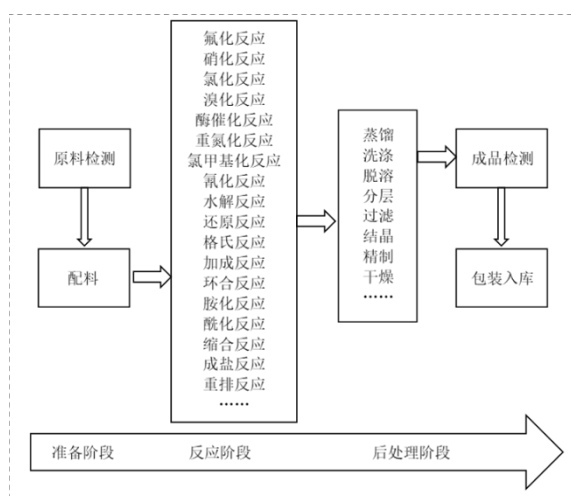 原料检测
配料
氟化反应
硝化反应
氯化反应
溴化反应
酶催化反应
重氮化反应
氯甲基化反应
氰化反应
水解反应
还原反应
格氏反应
加成反应
环合反应
胺化反应
酰化反应
缩合反应
成盐反应
重排反应
……
蒸馏
洗涤
脱溶
分层
过滤
结晶
精制
干燥
……
成品检测
包装入库
准备阶段
反应阶段
后处理阶段